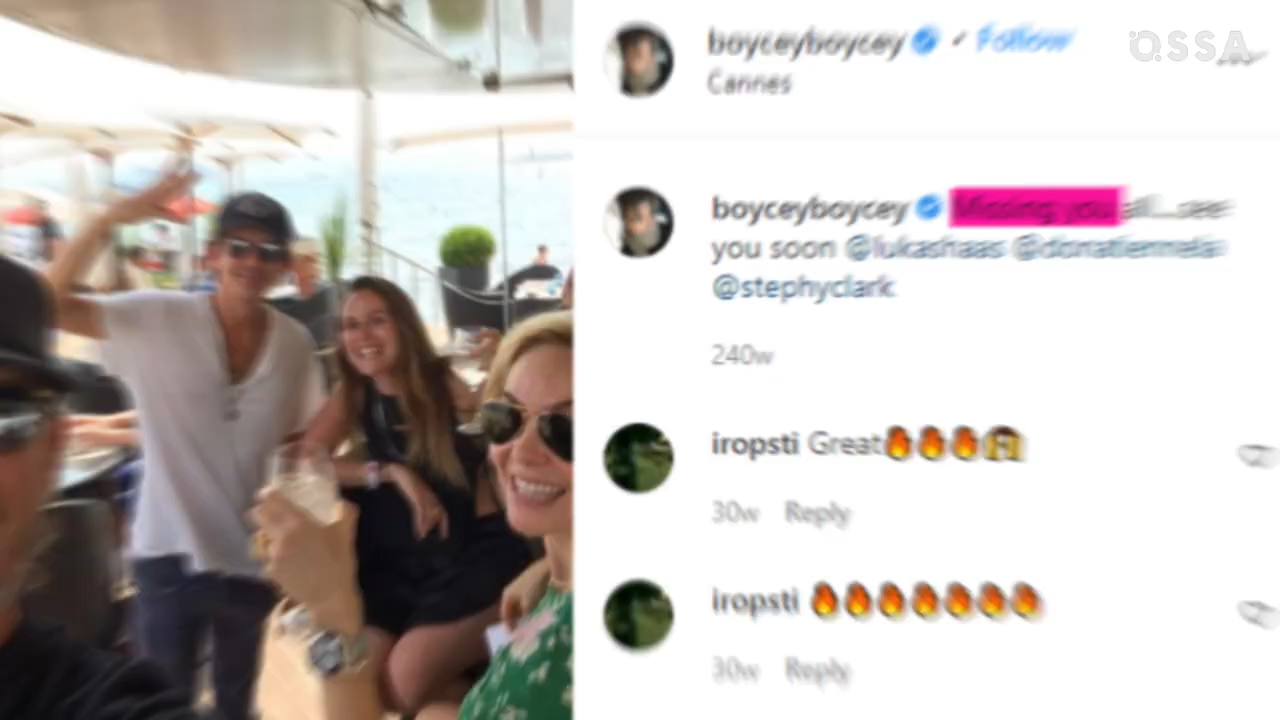 boyceyboycey Follow
Cannes
OSSA
boyceyboycey Missing you all...see
you soon @lukashaas
@stephyclark
240w
iropsti Great
30w Reply
iropsti
30w Reply